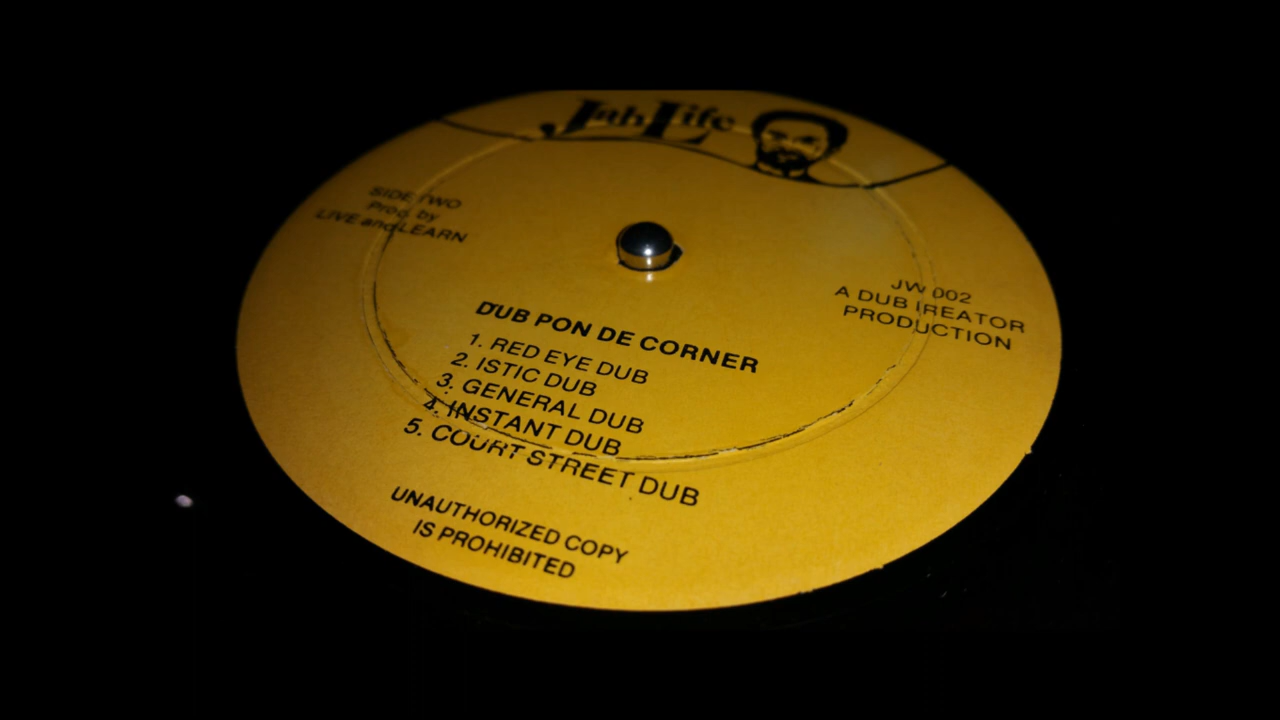 Jah Life
SIDE TWO
Prod. by
LIVE and LEARN
JW 002
A DUB IREATOR
PRODUCTION
DUB PON DE CORNER
1. RED EYE DUB
2. ISTIC DUB
3. GENERAL DUB
4. INSTANT DUB
5. COURT STREET DUB
UNAUTHORIZED COPY
IS PROHIBITED